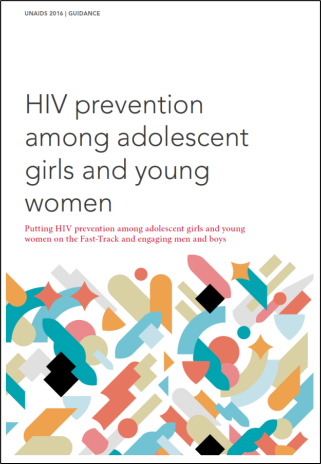 UNAIDS 2016 | GUIDANCE
HIV prevention
among adolescent
girls and young
women
Putting HIV prevention among adolescent girls and young
women on the Fast-Track and engaging men and boys